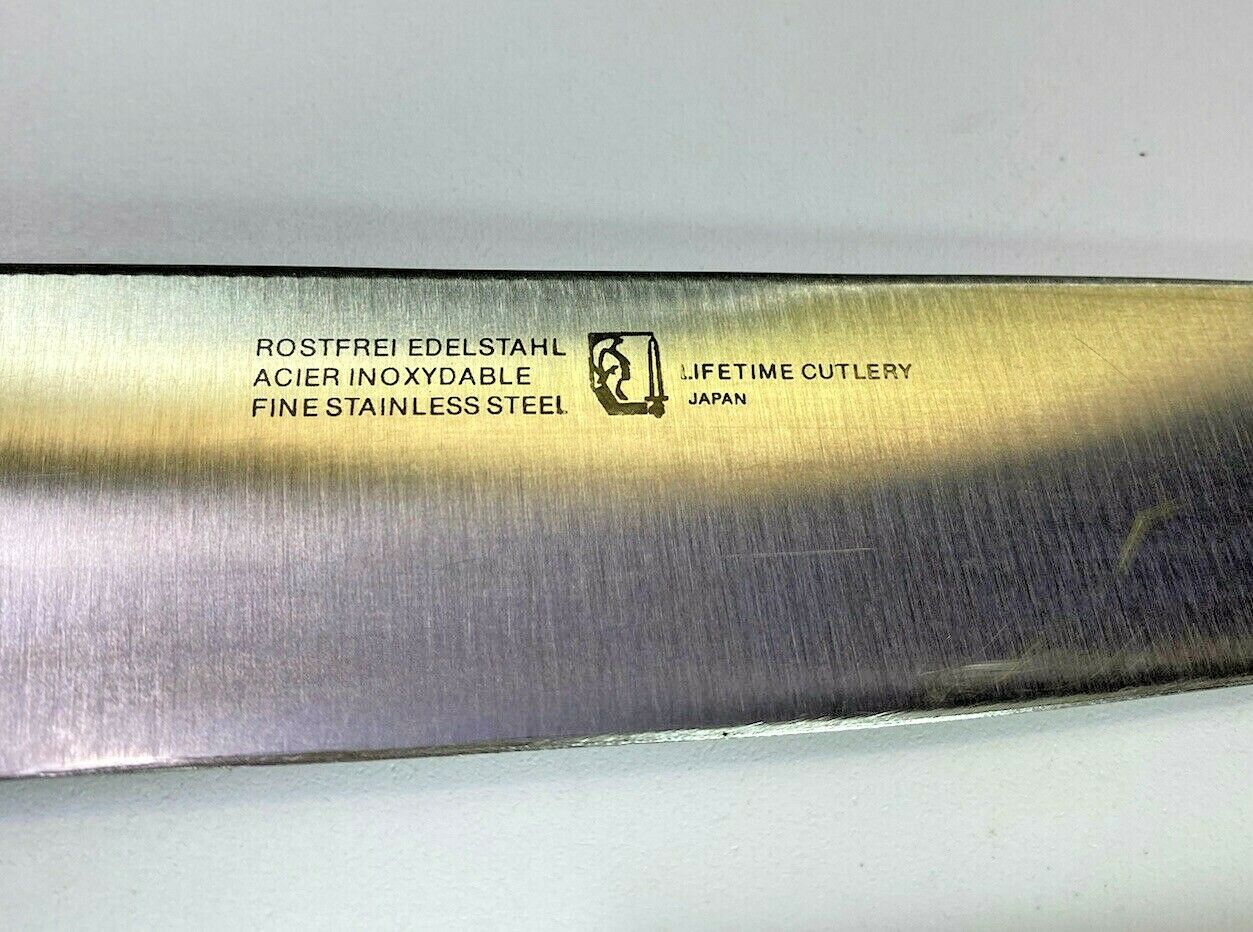 ROSTFREI EDELSTAHL
ACIER INOXYDABLE
FINE STAINLESS STEEL
LIFETIME CUTLERY
JAPAN